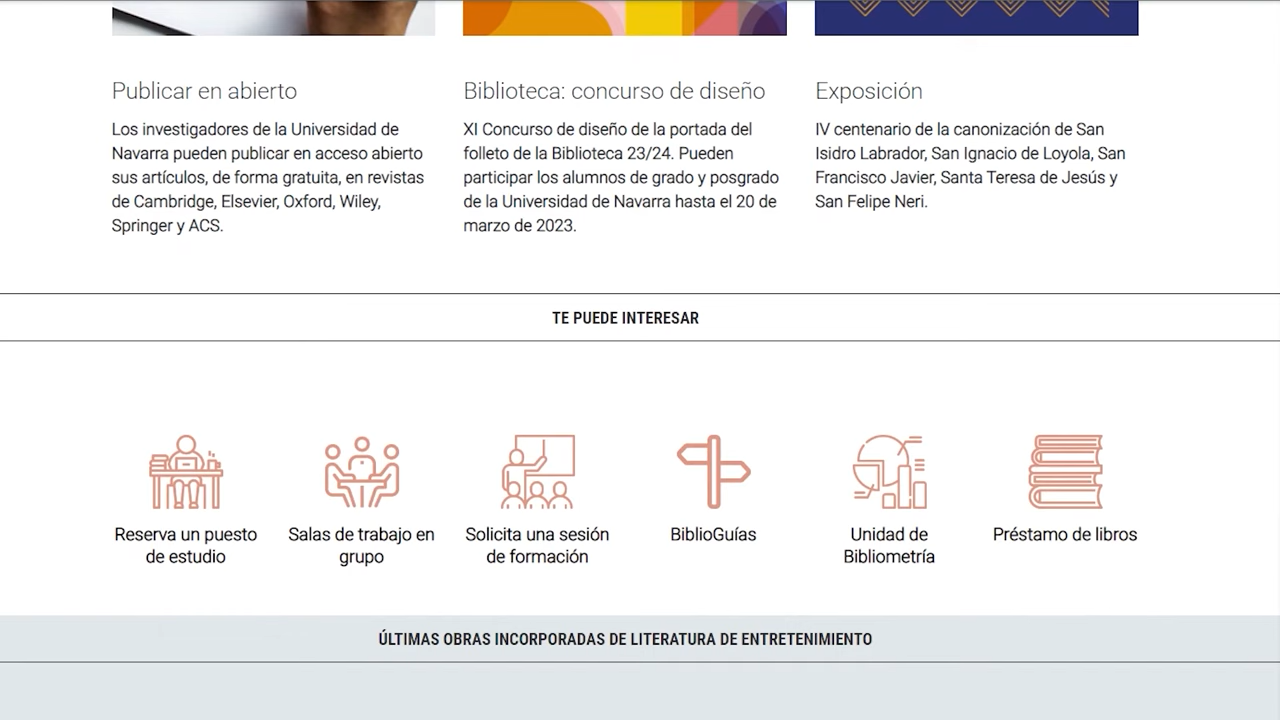 Publicar en abierto
Los investigadores de la Universidad de
Navarra pueden publicar en acceso abierto
sus artículos, de forma gratuita, en revistas
de Cambridge, Elsevier, Oxford, Wiley,
Springer y ACS.
Biblioteca: concurso de diseño
XI Concurso de diseño de la portada del
folleto de la Biblioteca 23/24. Pueden
participar los alumnos de grado y posgrado
de la Universidad de Navarra hasta el 20 de
marzo de 2023.
Exposición
IV centenario de la canonización de San
Isidro Labrador, San Ignacio de Loyola, San
Francisco Javier, Santa Teresa de Jesús y
San Felipe Neri.
TE PUEDE INTERESAR
Reserva un puesto
de estudio
Salas de trabajo en
grupo
Solicita una sesión
de formación
BiblioGuías
Unidad de
Bibliometría
Préstamo de libros
ÚLTIMAS OBRAS INCORPORADAS DE LITERATURA DE ENTRETENIMIENTO